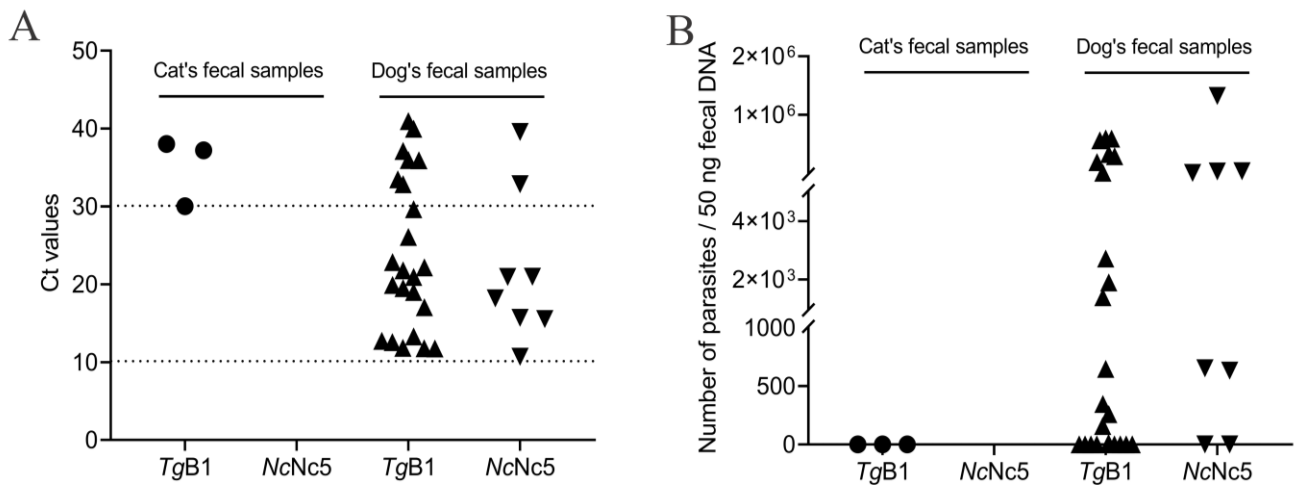 A
Ct values
50
40
30
20
10
0
Cat's fecal samples
Dog's fecal samples
TgB1
NcNc5
TgB1
NcNc5
B
Number of parasites / 50 ng fecal DNA
2×10⁶
1×10⁶
4×10³
2×10³
1000
500
0
Cat's fecal samples
Dog's fecal samples
TgB1
NcNc5
TgB1
NcNc5